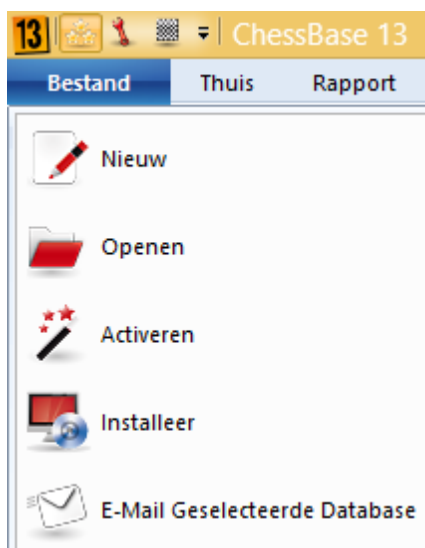 13 ChessBase 13
Bestand Thuis Rapport
Nieuw
Openen
Activeren
Installeer
E-Mail Geselecteerde Database